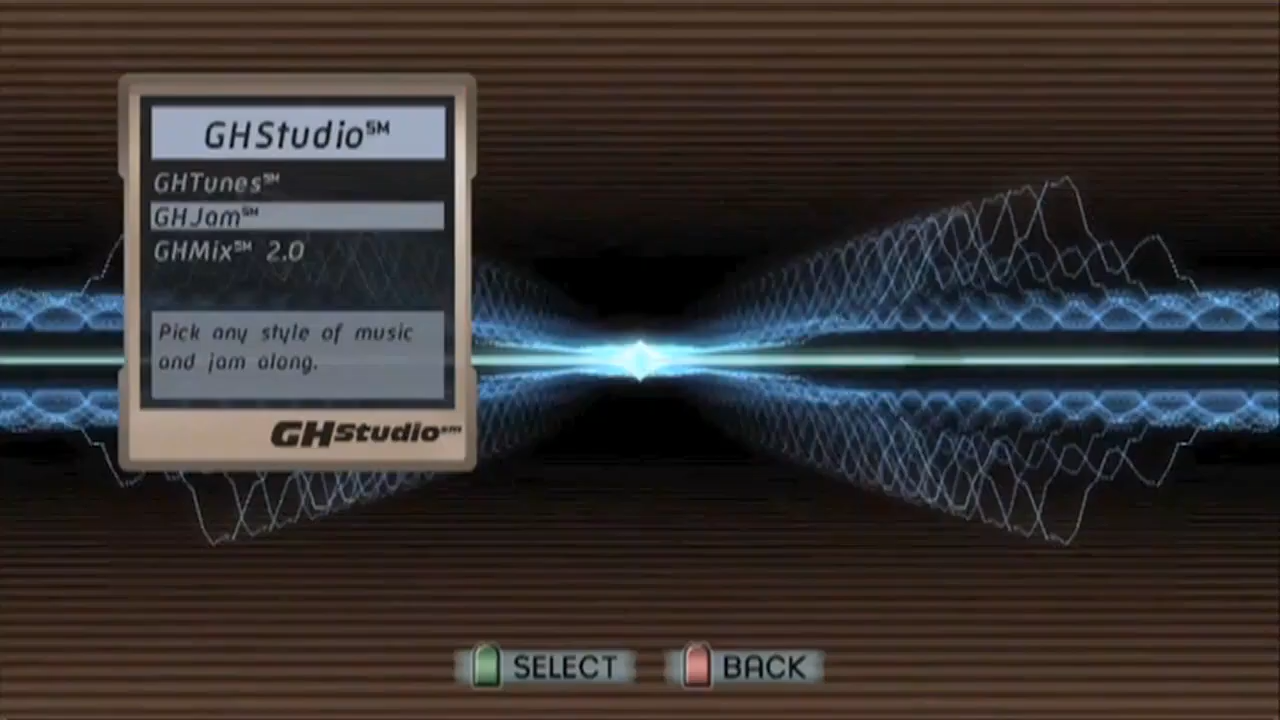 GHStudio℠
GHTunes℠
GHJam℠
GHMix℠ 2.0
Pick any style of music
and jam along.
GHStudio℠
SELECT
BACK